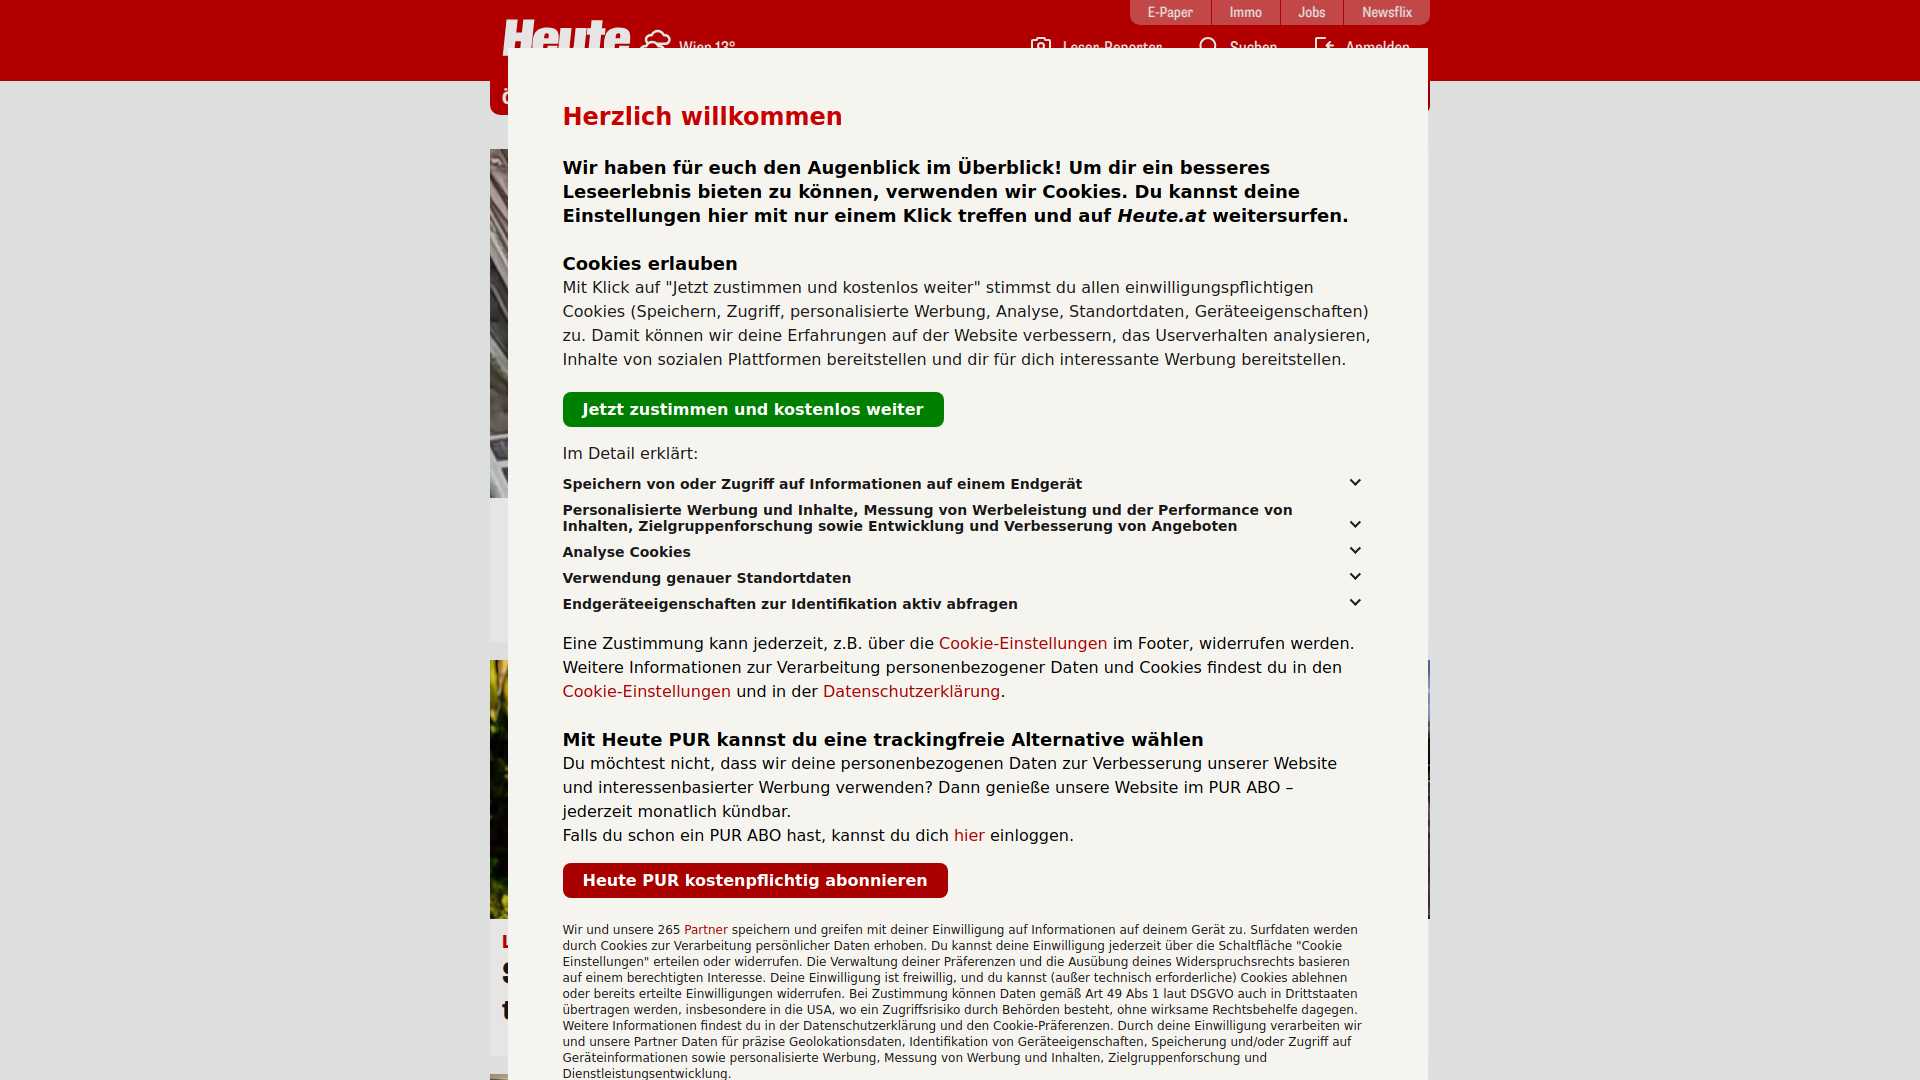 E-Paper
Immo
Jobs
Newsflix
Heute
Wien 13°
Leser-Reporter
Suchen
Anmelden
Herzlich willkommen
Wir haben für euch den Augenblick im Überblick! Um dir ein besseres
Leseerlebnis bieten zu können, verwenden wir Cookies. Du kannst deine
Einstellungen hier mit nur einem Klick treffen und auf Heute.at weitersurfen.
Cookies erlauben
Mit Klick auf "Jetzt zustimmen und kostenlos weiter" stimmst du allen einwilligungspflichtigen
Cookies (Speichern, Zugriff, personalisierte Werbung, Analyse, Standortdaten, Geräteeigenschaften)
zu. Damit können wir deine Erfahrungen auf der Website verbessern, das Userverhalten analysieren,
Inhalte von sozialen Plattformen bereitstellen und dir für dich interessante Werbung bereitstellen.
Jetzt zustimmen und kostenlos weiter
Im Detail erklärt:
Speichern von oder Zugriff auf Informationen auf einem Endgerät
Personalisierte Werbung und Inhalte, Messung von Werbeleistung und der Performance von
Inhalten, Zielgruppenforschung sowie Entwicklung und Verbesserung von Angeboten
Analyse Cookies
Verwendung genauer Standortdaten
Endgeräteeigenschaften zur Identifikation aktiv abfragen
Eine Zustimmung kann jederzeit, z.B. über die Cookie-Einstellungen im Footer, widerrufen werden.
Weitere Informationen zur Verarbeitung personenbezogener Daten und Cookies findest du in den
Cookie-Einstellungen und in der Datenschutzerklärung.
Mit Heute PUR kannst du eine trackingfreie Alternative wählen
Du möchtest nicht, dass wir deine personenbezogenen Daten zur Verbesserung unserer Website
und interessenbasierter Werbung verwenden? Dann genieße unsere Website im PUR ABO –
jederzeit monatlich kündbar.
Falls du schon ein PUR ABO hast, kannst du dich hier einloggen.
Heute PUR kostenpflichtig abonnieren
Wir und unsere 265 Partner speichern und greifen mit deiner Einwilligung auf Informationen auf deinem Gerät zu. Surfdaten werden
durch Cookies zur Verarbeitung persönlicher Daten erhoben. Du kannst deine Einwilligung jederzeit über die Schaltfläche "Cookie
Einstellungen" erteilen oder widerrufen. Die Verwaltung deiner Präferenzen und die Ausübung deines Widerspruchsrechts basieren
auf einem berechtigten Interesse. Deine Einwilligung ist freiwillig, und du kannst (außer technisch erforderliche) Cookies ablehnen
oder bereits erteilte Einwilligungen widerrufen. Bei Zustimmung können Daten gemäß Art 49 Abs 1 laut DSGVO auch in Drittstaaten
übertragen werden, insbesondere in die USA, wo ein Zugriffsrisiko durch Behörden besteht, ohne wirksame Rechtsbehelfe dagegen.
Weitere Informationen findest du in der Datenschutzerklärung und den Cookie-Präferenzen. Durch deine Einwilligung verarbeiten wir
und unsere Partner Daten für präzise Geolokationsdaten, Identifikation von Geräteeigenschaften, Speicherung und/oder Zugriff auf
Geräteinformationen sowie personalisierte Werbung, Messung von Werbung und Inhalten, Zielgruppenforschung und
Dienstleistungsentwicklung.